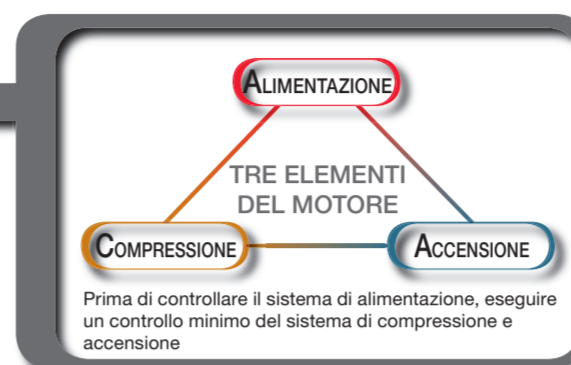 ALIMENTAZIONE
TRE ELEMENTI
DEL MOTORE
COMPRESSIONE
ACCENSIONE
Prima di controllare il sistema di alimentazione, eseguire
un controllo minimo del sistema di compressione e
accensione